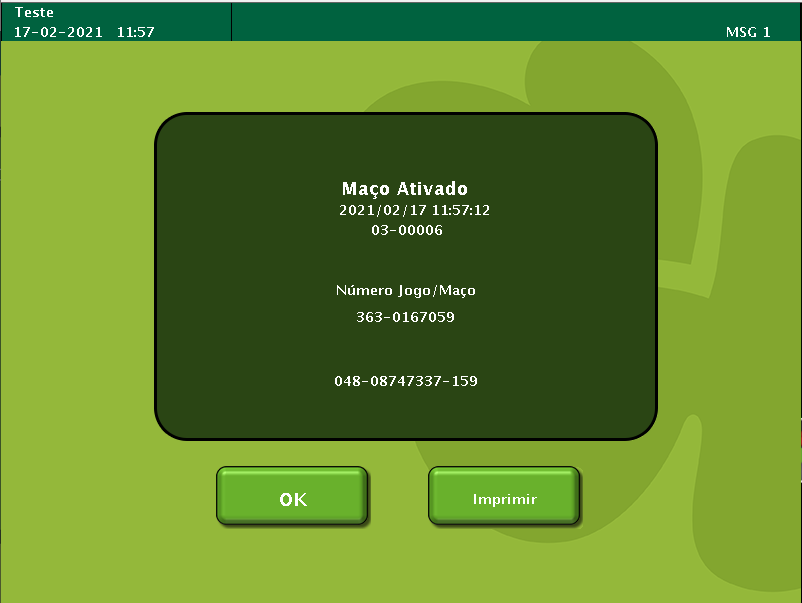 Teste
17-02-2021 11:57
MSG 1
Maço Ativado
2021/02/17 11:57:12
03-00006
Número Jogo/Maço
363-0167059
048-08747337-159
OK
Imprimir